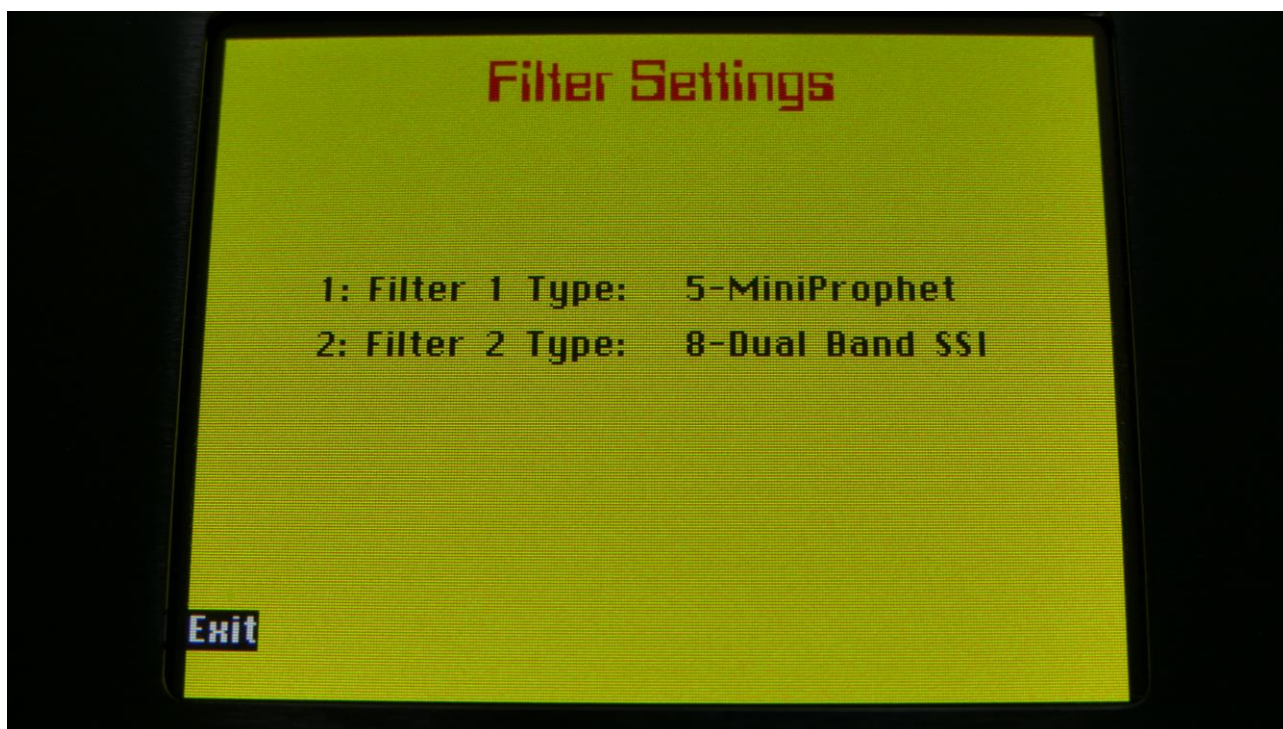 Filter Settings
1: Filter 1 Type: 5-MiniProphet
2: Filter 2 Type: 8-Dual Band SSI
Exit